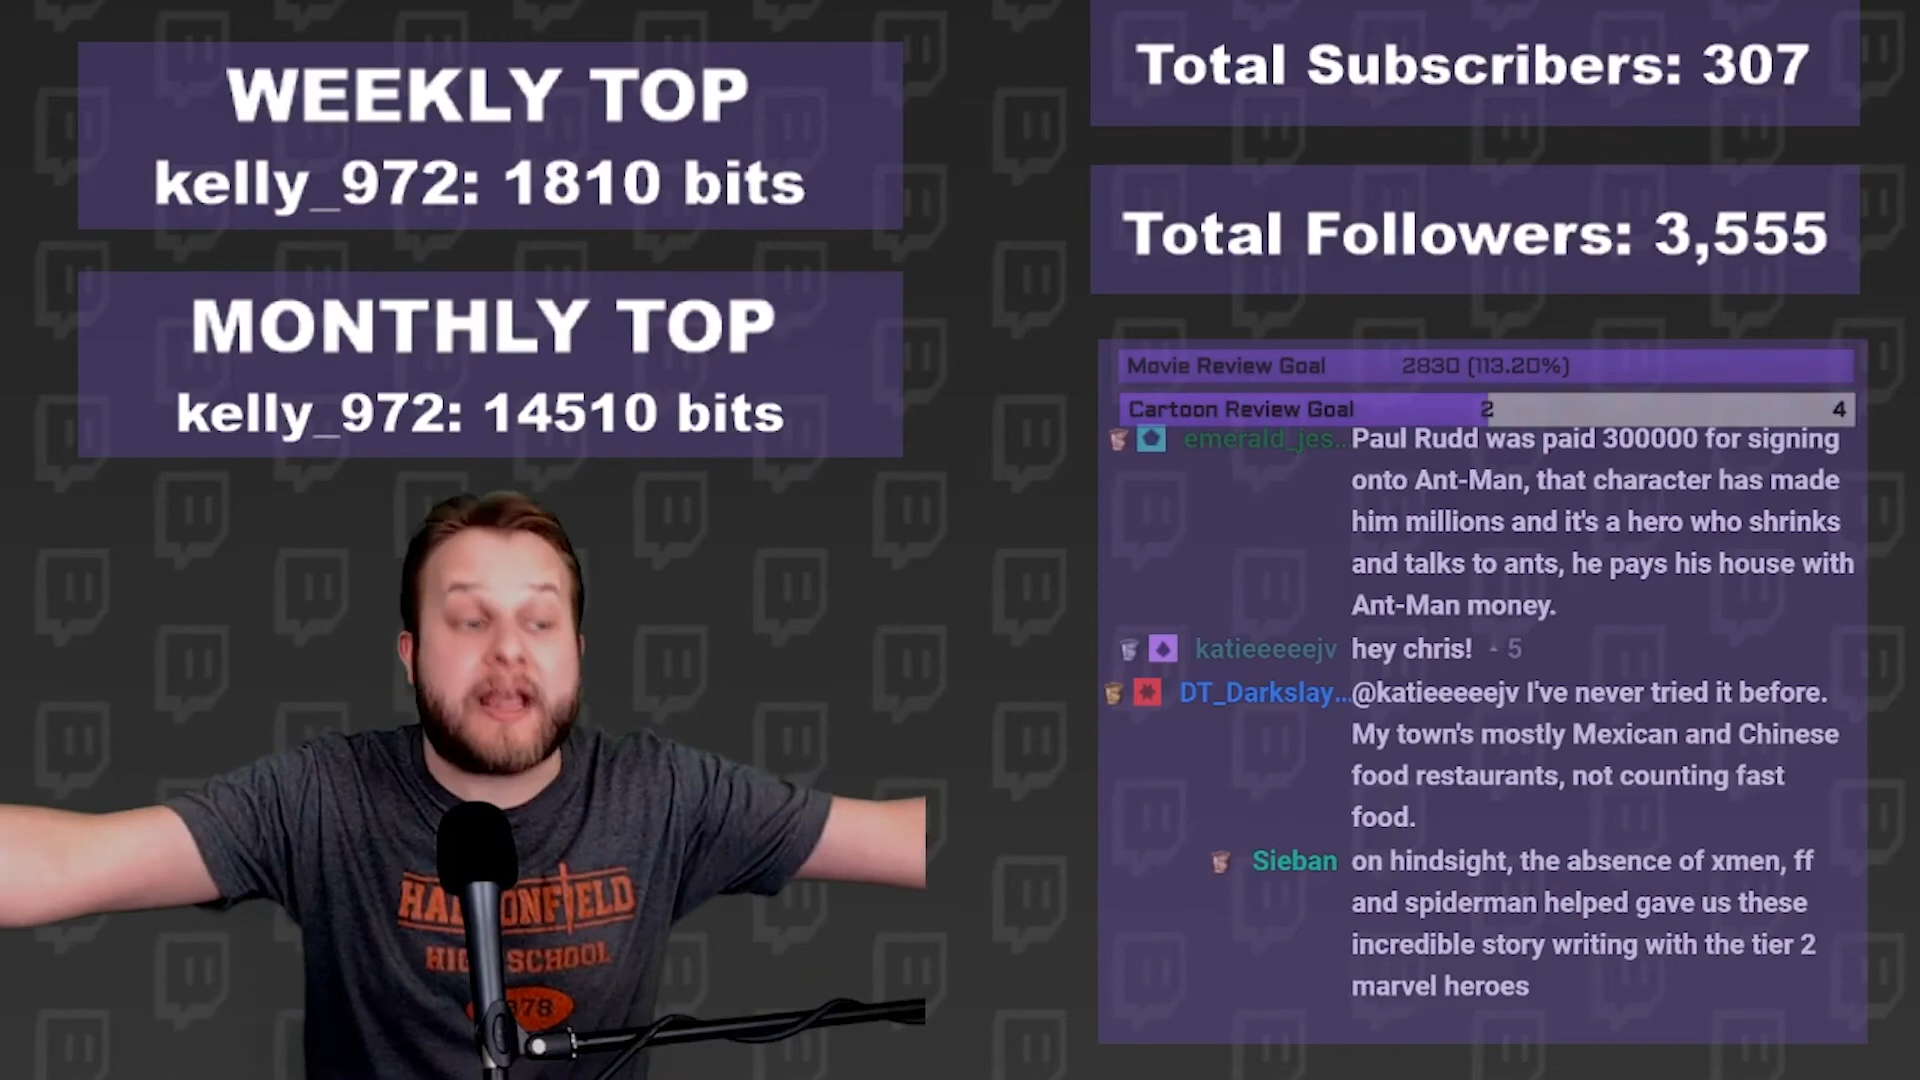 WEEKLY TOP
kelly_972: 1810 bits
MONTHLY TOP
kelly_972: 14510 bits
Total Subscribers: 307
Total Followers: 3,555
Movie Review Goal 2830 (113.20%)
Cartoon Review Goal 2 4
emerald_jes... Paul Rudd was paid 300000 for signing
onto Ant-Man, that character has made
him millions and it's a hero who shrinks
and talks to ants, he pays his house with
Ant-Man money.
katieeeeejv hey chris! 5
DT_Darkslay... @katieeeeejv I've never tried it before.
My town's mostly Mexican and Chinese
food restaurants, not counting fast
food.
Sieban on hindsight, the absence of xmen, ff
and spiderman helped gave us these
incredible story writing with the tier 2
marvel heroes
SCHOOL